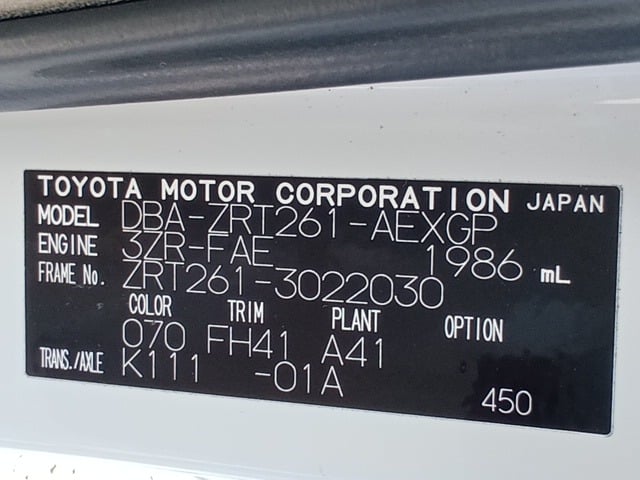 TOYOTA MOTOR CORPORATION JAPAN
MODEL DBA-ZRT261-AEXGP
ENGINE 3ZR-FAE 1986 mL
FRAME No. ZRT261-3022030
COLOR TRIM PLANT OPTION
070 FH41 A41
TRANS./AXLE K111 -01A
450